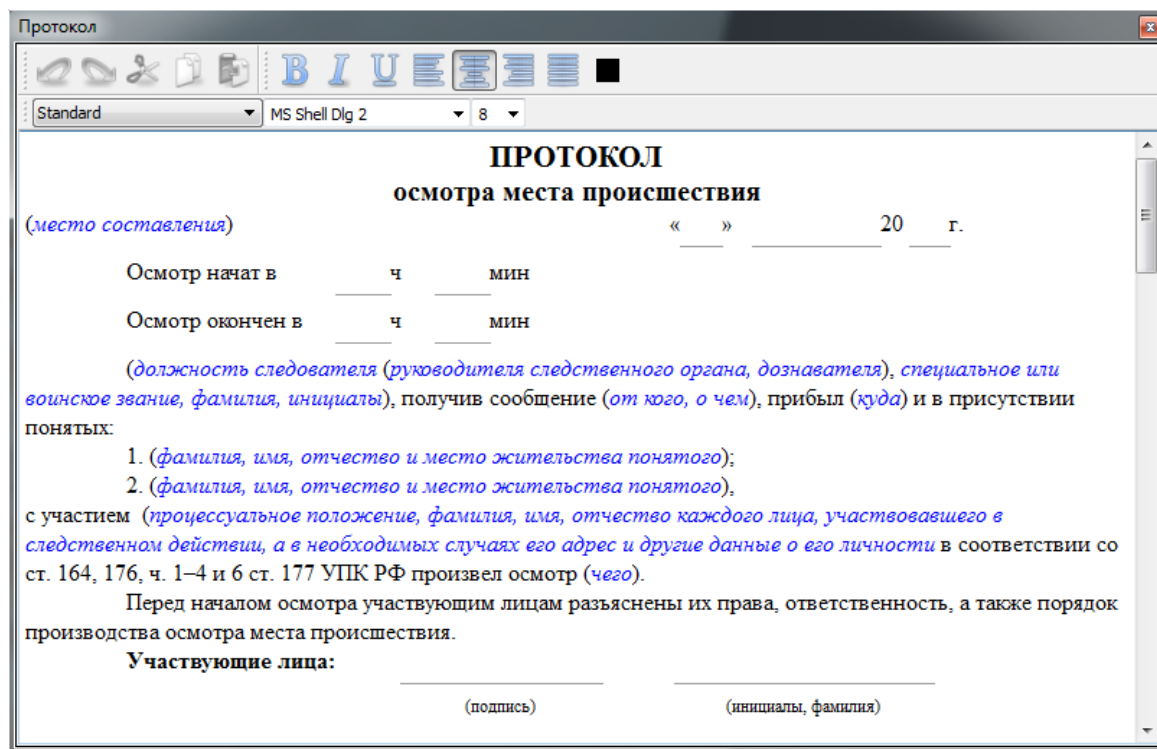 Протокол
B I U
Standard MS Shell Dlg 2 8
ПРОТОКОЛ
осмотра места происшествия
(место составления) « » 20 г.
Осмотр начат в ч мин
Осмотр окончен в ч мин
(должность следователя (руководителя следственного органа, дознавателя), специальное или
воинское звание, фамилия, инициалы), получив сообщение (от кого, о чем), прибыл (куда) и в присутствии
понятых:
1. (фамилия, имя, отчество и место жительства понятого);
2. (фамилия, имя, отчество и место жительства понятого),
с участием (процессуальное положение, фамилия, имя, отчество каждого лица, участвовавшего в
следственном действии, а в необходимых случаях его адрес и другие данные о его личности в соответствии со
ст. 164, 176, ч. 1–4 и 6 ст. 177 УПК РФ произвел осмотр (чего).
Перед началом осмотра участвующим лицам разъяснены их права, ответственность, а также порядок
производства осмотра места происшествия.
Участвующие лица:
(подпись) (инициалы, фамилия)